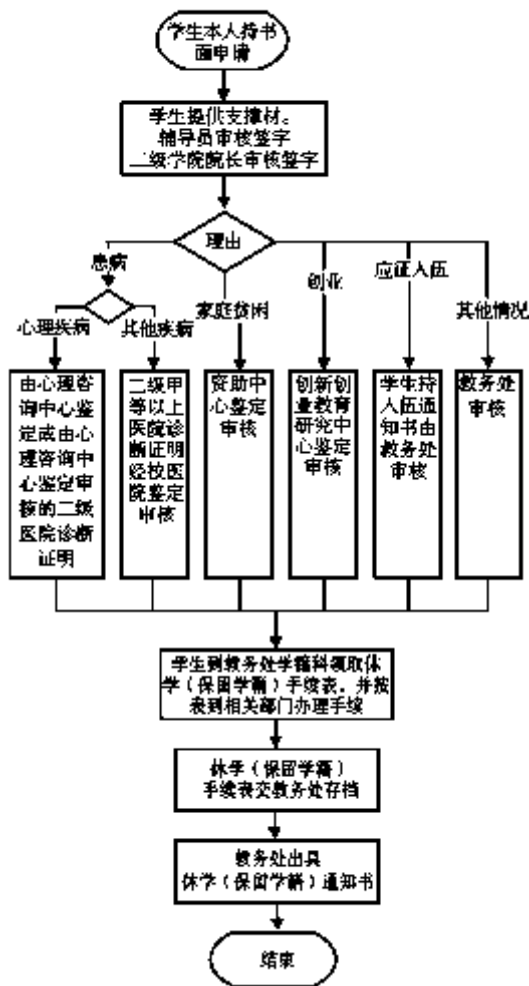 学生本人持书
面申请
学生提供支撑材。
辅导员审核签字
二级学院院长审核签字
理由
患病
创业
应征入伍
家庭贫困
其他情况
心理疾病
其他疾病
由心理咨
询中心鉴
定或由心
理咨询中
心鉴定审
核的二级
医院诊断
证明
二级甲
等以上
医院诊
断证明
经校医
院鉴定
审核
资助中
心鉴定
审核
创新创
业教育
研究中
心鉴定
审核
学生持
入伍通
知书由
教务处
审核
教务处
审核
学生到教务处学籍科领取休
学（保留学籍）手续表，并按
表到相关部门办理手续
休学（保留学籍）
手续表交教务处存档
教务处出具
休学（保留学籍）通知书
结束